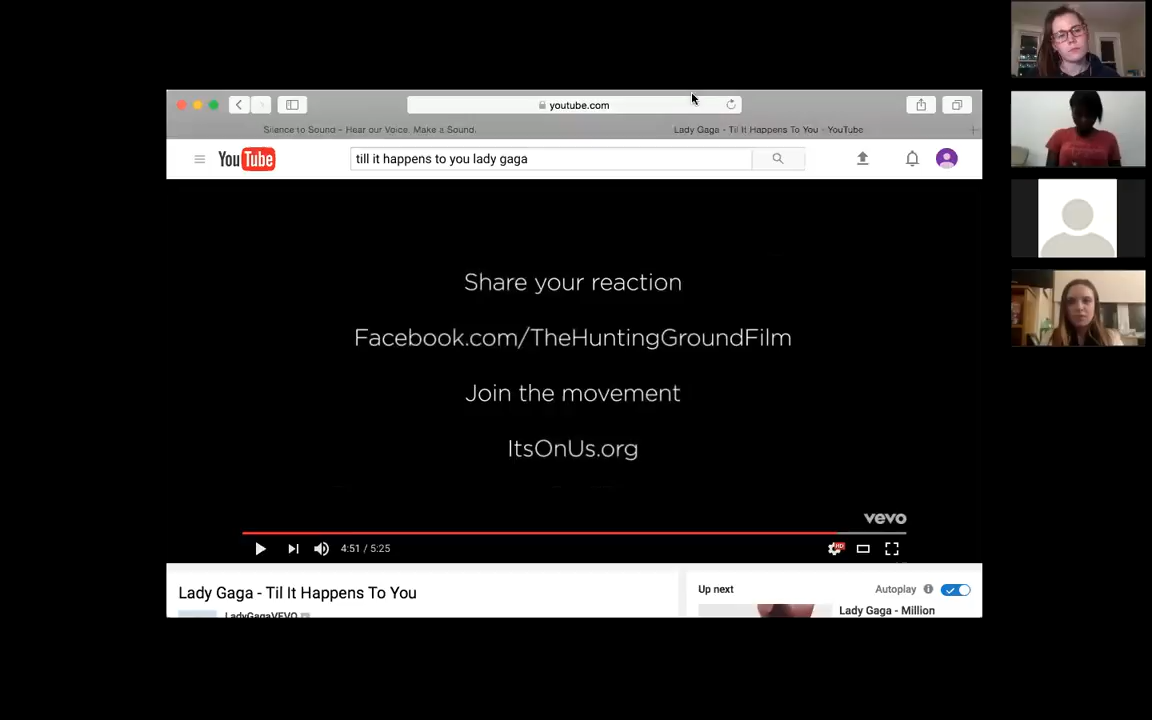 youtube.com
Silence to Sound – Hear our Voice. Make a Sound.
Lady Gaga - Til It Happens To You - YouTube
YouTube
till it happens to you lady gaga
Share your reaction
Facebook.com/TheHuntingGroundFilm
Join the movement
ItsOnUs.org
vevo
4:51 / 5:25
HD
Lady Gaga - Til It Happens To You
Up next
Autoplay
LadyGagaVEVO
Lady Gaga - Million